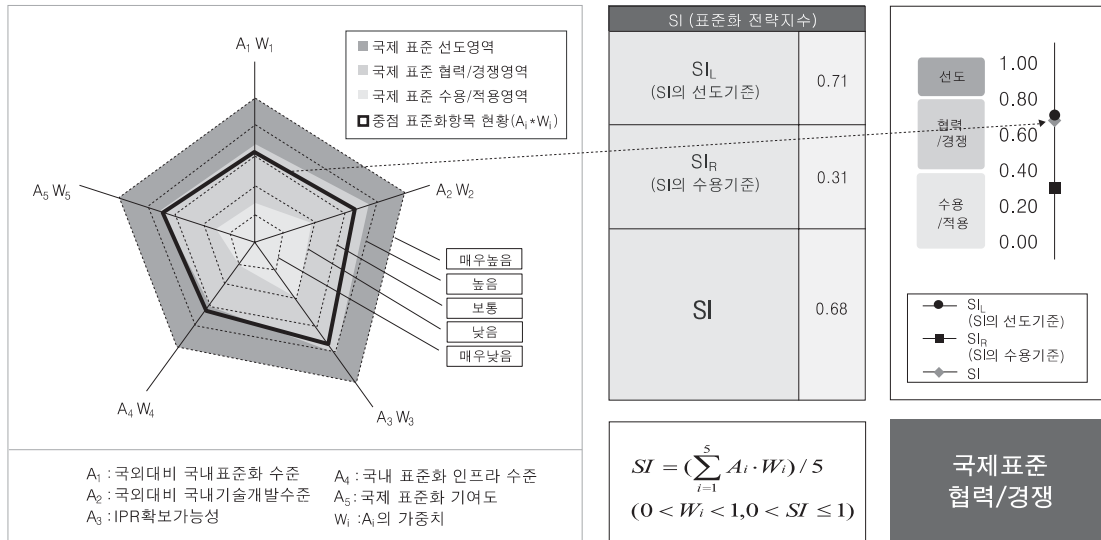 A1 W1
국제 표준 선도영역
국제 표준 협력/경쟁영역
국제 표준 수용/적용영역
중점 표준화항목 현황(Ai*Wi)
A5 W5
A2 W2
매우높음
높음
보통
낮음
매우낮음
A4 W4
A3 W3
A1 : 국외대비 국내표준화 수준
A2 : 국외대비 국내기술개발수준
A3 : IPR확보가능성
A4 : 국내 표준화 인프라 수준
A5 : 국제 표준화 기여도
Wi :Ai의 가중치
SI (표준화 전략지수)
SIL
(SI의 선도기준)
0.71
SIR
(SI의 수용기준)
0.31
SI
0.68
SI = (∑ i=1 5 Ai · Wi) / 5
(0 < Wi < 1,0 < SI ≤ 1)
선도
협력
/경쟁
수용
/적용
1.00
0.80
0.60
0.40
0.20
0.00
SIL
(SI의 선도기준)
SIR
(SI의 수용기준)
SI
국제표준
협력/경쟁